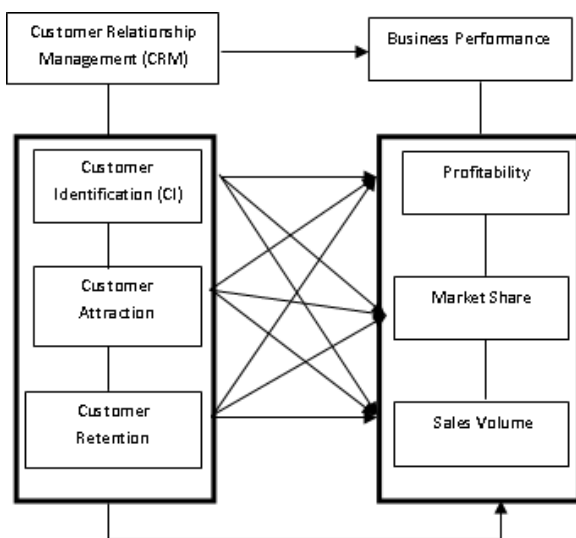 Customer Relationship
Management (CRM)
Business Performance
Customer
Identification (CI)
Profitability
Customer
Attraction
Market Share
Customer
Retention
Sales Volume